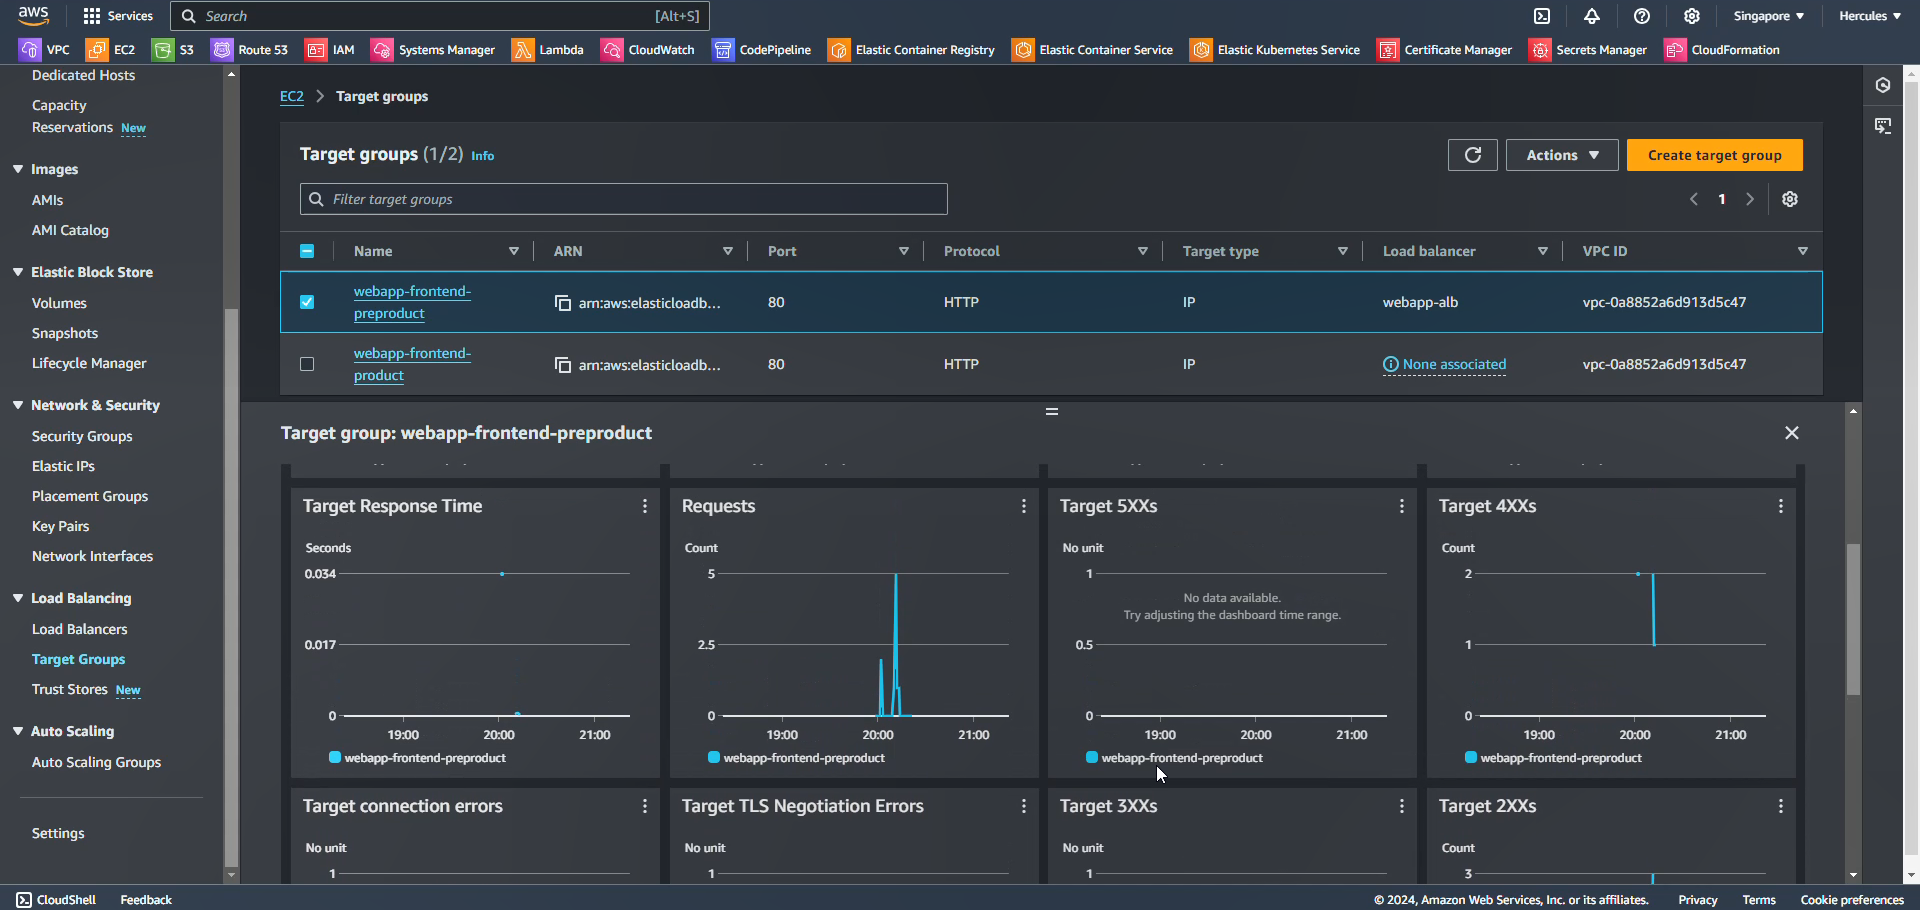 aws Services Search [Alt+S] Singapore Hercules
VPC EC2 S3 Route 53 IAM Systems Manager Lambda CloudWatch CodePipeline Elastic Container Registry Elastic Container Service Elastic Kubernetes Service Certificate Manager Secrets Manager CloudFormation
Dedicated Hosts
Capacity
Reservations New
Images
AMIs
AMI Catalog
Elastic Block Store
Volumes
Snapshots
Lifecycle Manager
Network & Security
Security Groups
Elastic IPs
Placement Groups
Key Pairs
Network Interfaces
Load Balancing
Load Balancers
Target Groups
Trust Stores New
Auto Scaling
Auto Scaling Groups
Settings
EC2 > Target groups
Target groups (1/2) Info
Actions
Create target group
Filter target groups
1
Name ARN Port Protocol Target type Load balancer VPC ID
webapp-frontend-
preproduct
arn:aws:elasticloadb... 80 HTTP IP webapp-alb vpc-0a8852a6d913d5c47
webapp-frontend-
product
arn:aws:elasticloadb... 80 HTTP IP None associated vpc-0a8852a6d913d5c47
Target group: webapp-frontend-preproduct
Target Response Time
Seconds
0.034
0.017
0
19:00 20:00 21:00
webapp-frontend-preproduct
Requests
Count
5
2.5
0
19:00 20:00 21:00
webapp-frontend-preproduct
Target 5XXs
No unit
1
No data available.
Try adjusting the dashboard time range.
0.5
0
19:00 20:00 21:00
webapp-frontend-preproduct
Target 4XXs
Count
2
1
0
19:00 20:00 21:00
webapp-frontend-preproduct
Target connection errors
No unit
1
Target TLS Negotiation Errors
No unit
1
Target 3XXs
No unit
1
Target 2XXs
Count
3
CloudShell Feedback © 2024, Amazon Web Services, Inc. or its affiliates. Privacy Terms Cookie preferences